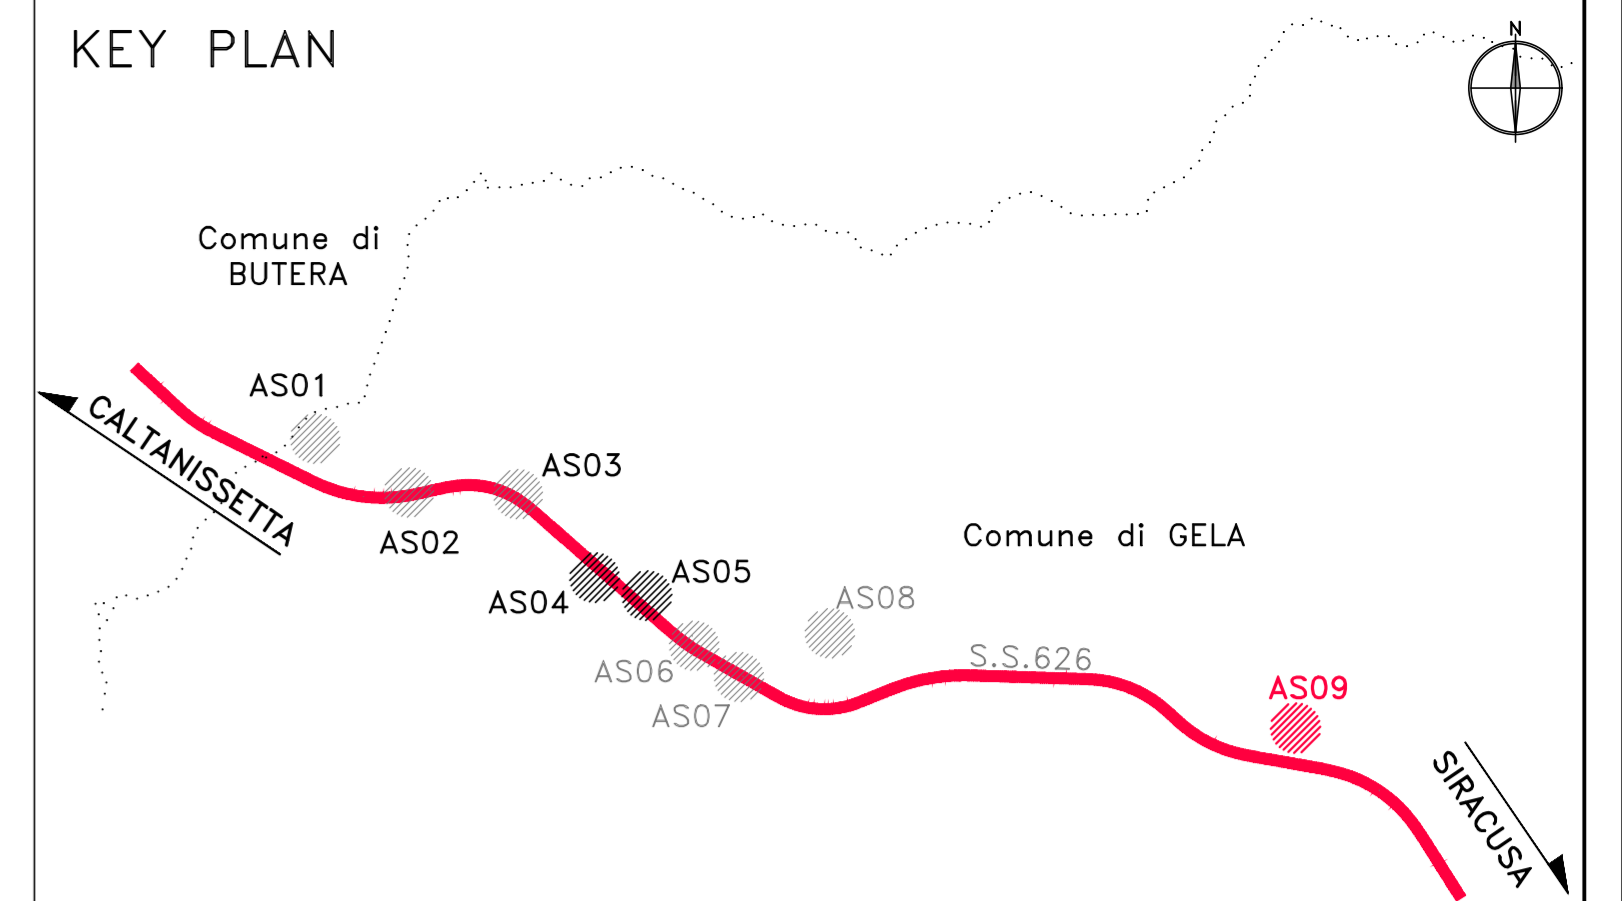 KEY PLAN
N
Comune di
BUTERA
AS01
CALTANISSETTA
AS03
AS02
Comune di GELA
AS05
AS04
AS08
S.S.626
AS06
AS09
AS07
SIRACUSA